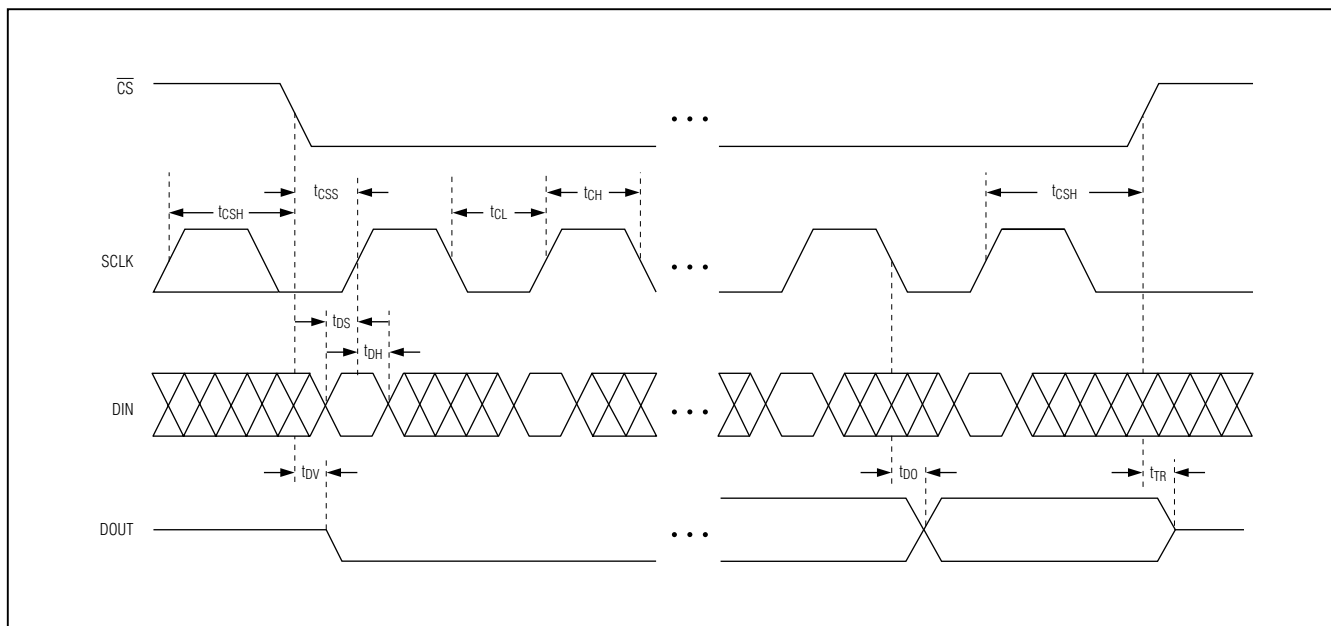 CS
...
tCSS
tCH
tCSH
tCSH
tCL
SCLK
...
tDS
tDH
DIN
...
tDV
tDO
tTR
DOUT
...